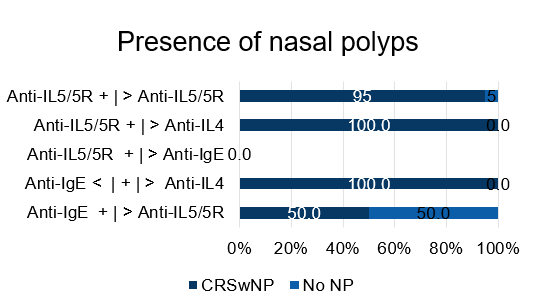 Presence of nasal polyps
Anti-IL5/5R + | > Anti-IL5/5R 95 5
Anti-IL5/5R + | > Anti-IL4 100.0 0.0
Anti-IL5/5R + | > Anti-IgE 0.0
Anti-IgE < | + | > Anti-IL4 100.0 0.0
Anti-IgE + | > Anti-IL5/5R 50.0 50.0
0% 20% 40% 60% 80% 100%
CRSwNP No NP